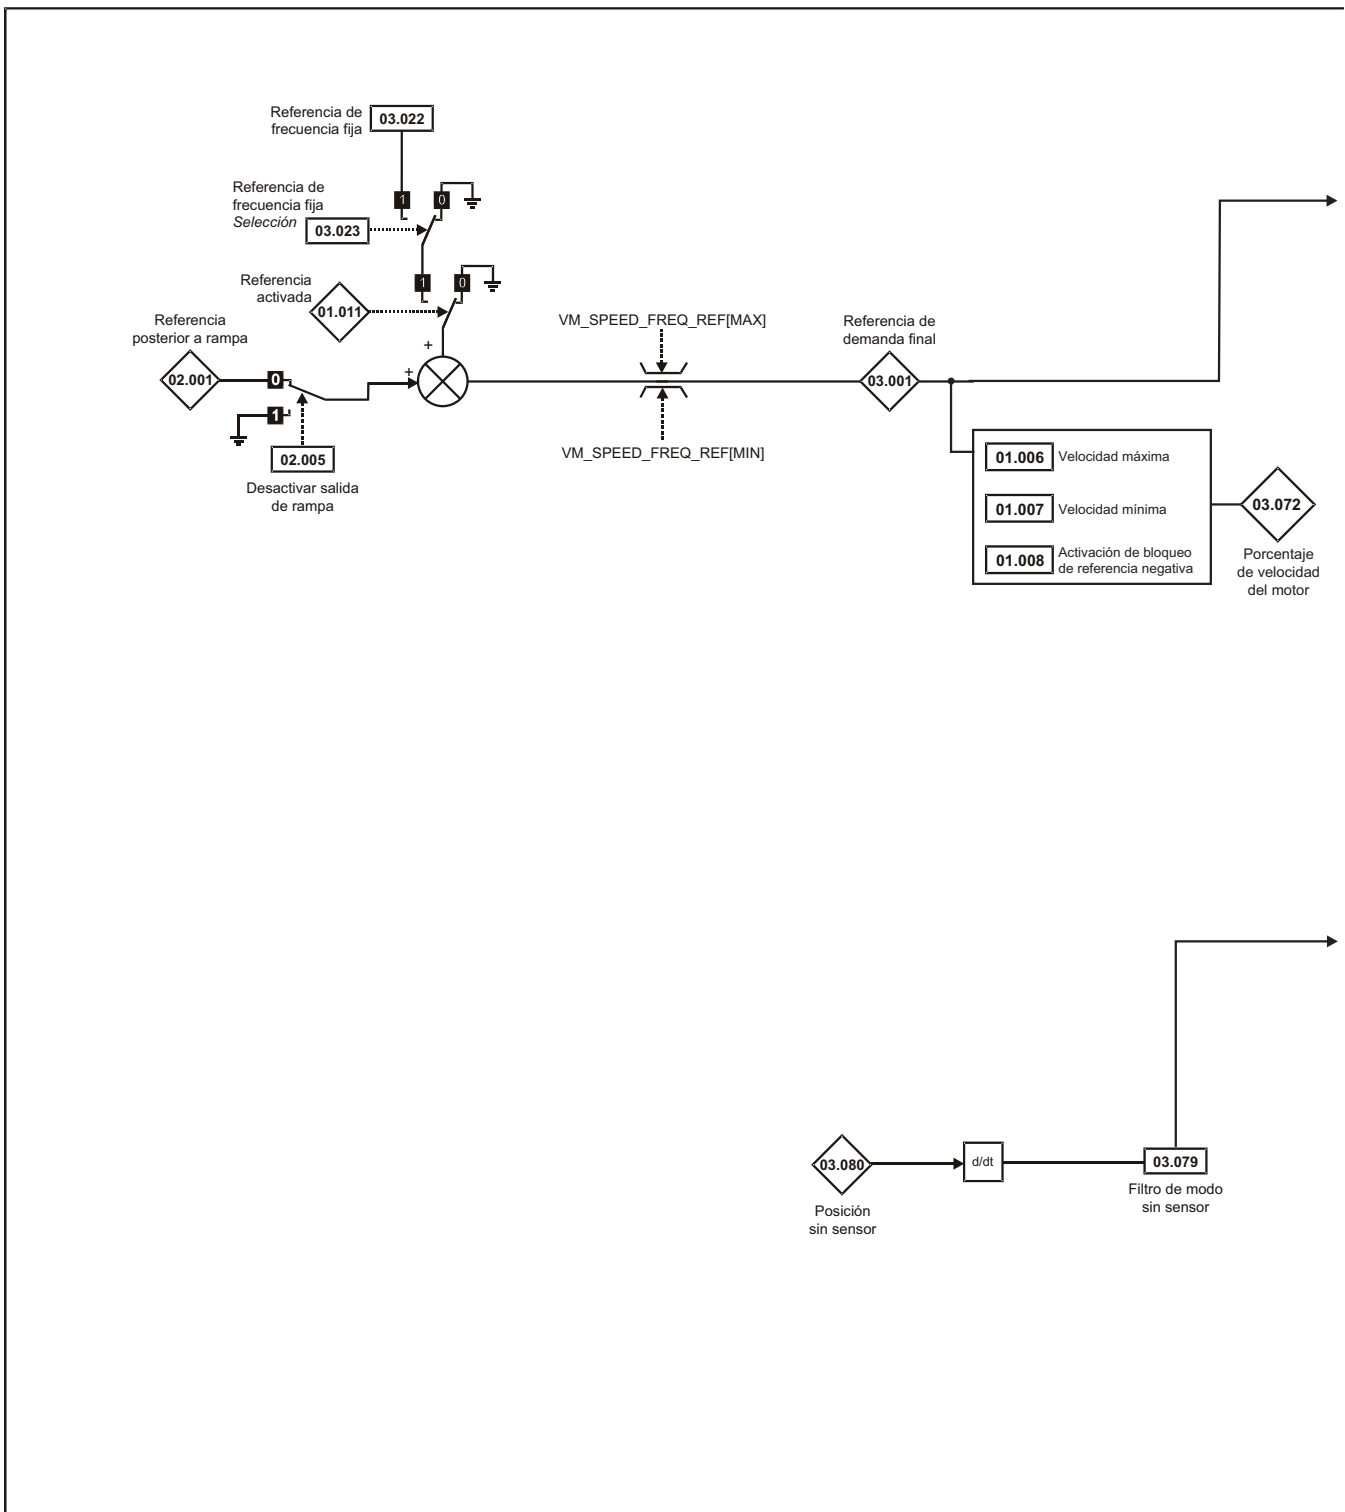 Referencia de
frecuencia fija
03.022
1
0
Referencia de
frecuencia fija
Selección
03.023
1
0
Referencia
activada
01.011
Referencia
posterior a rampa
02.001
0
1
+
+
02.005
Desactivar salida
de rampa
VM_SPEED_FREQ_REF[MAX]
VM_SPEED_FREQ_REF[MIN]
Referencia de
demanda final
03.001
01.006 Velocidad máxima
01.007 Velocidad mínima
01.008 Activación de bloqueo
de referencia negativa
03.072
Porcentaje
de velocidad
del motor
03.080
Posición
sin sensor
d/dt
03.079
Filtro de modo
sin sensor